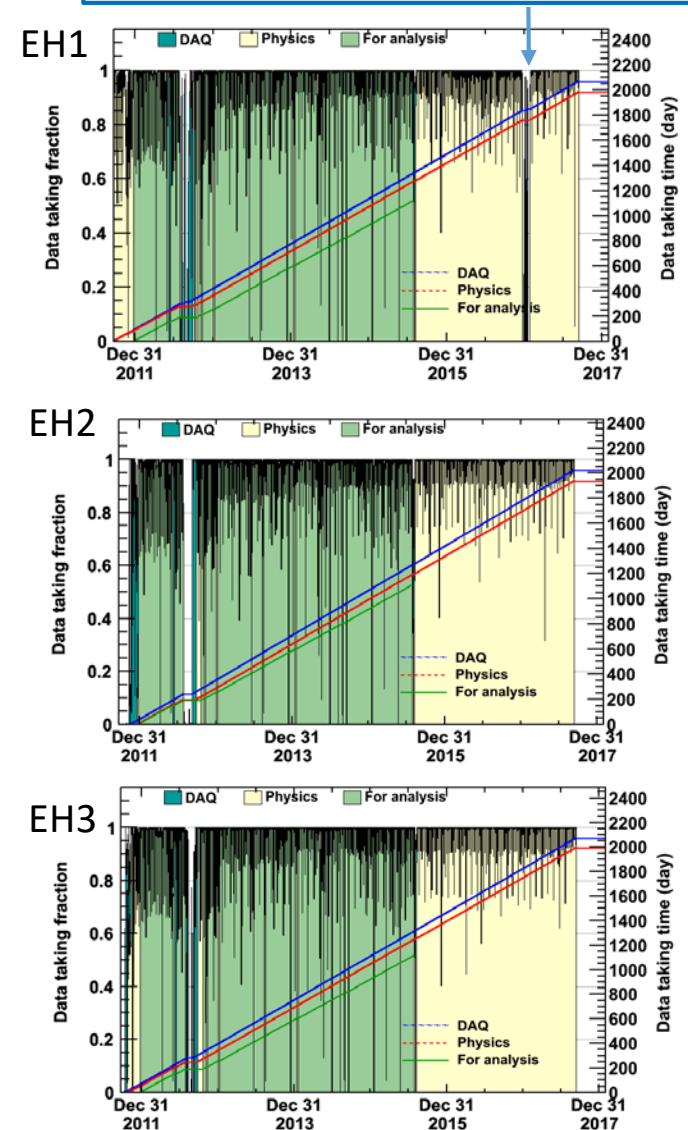 EH1
DAQ Physics For analysis
Data taking fraction
1
0.8
0.6
0.4
0.2
0
2400
2200
2000
1800
1600
1400
1200
1000
800
600
400
200
0
Data taking time (day)
DAQ
Physics
For analysis
Dec 31 Dec 31 Dec 31 Dec 31
2011 2013 2015 2017
EH2
DAQ Physics For analysis
Data taking fraction
1
0.8
0.6
0.4
0.2
0
2400
2200
2000
1800
1600
1400
1200
1000
800
600
400
200
0
Data taking time (day)
DAQ
Physics
For analysis
Dec 31 Dec 31 Dec 31 Dec 31
2011 2013 2015 2017
EH3
DAQ Physics For analysis
Data taking fraction
1
0.8
0.6
0.4
0.2
0
2400
2200
2000
1800
1600
1400
1200
1000
800
600
400
200
0
Data taking time (day)
DAQ
Physics
For analysis
Dec 31 Dec 31 Dec 31 Dec 31
2011 2013 2015 2017